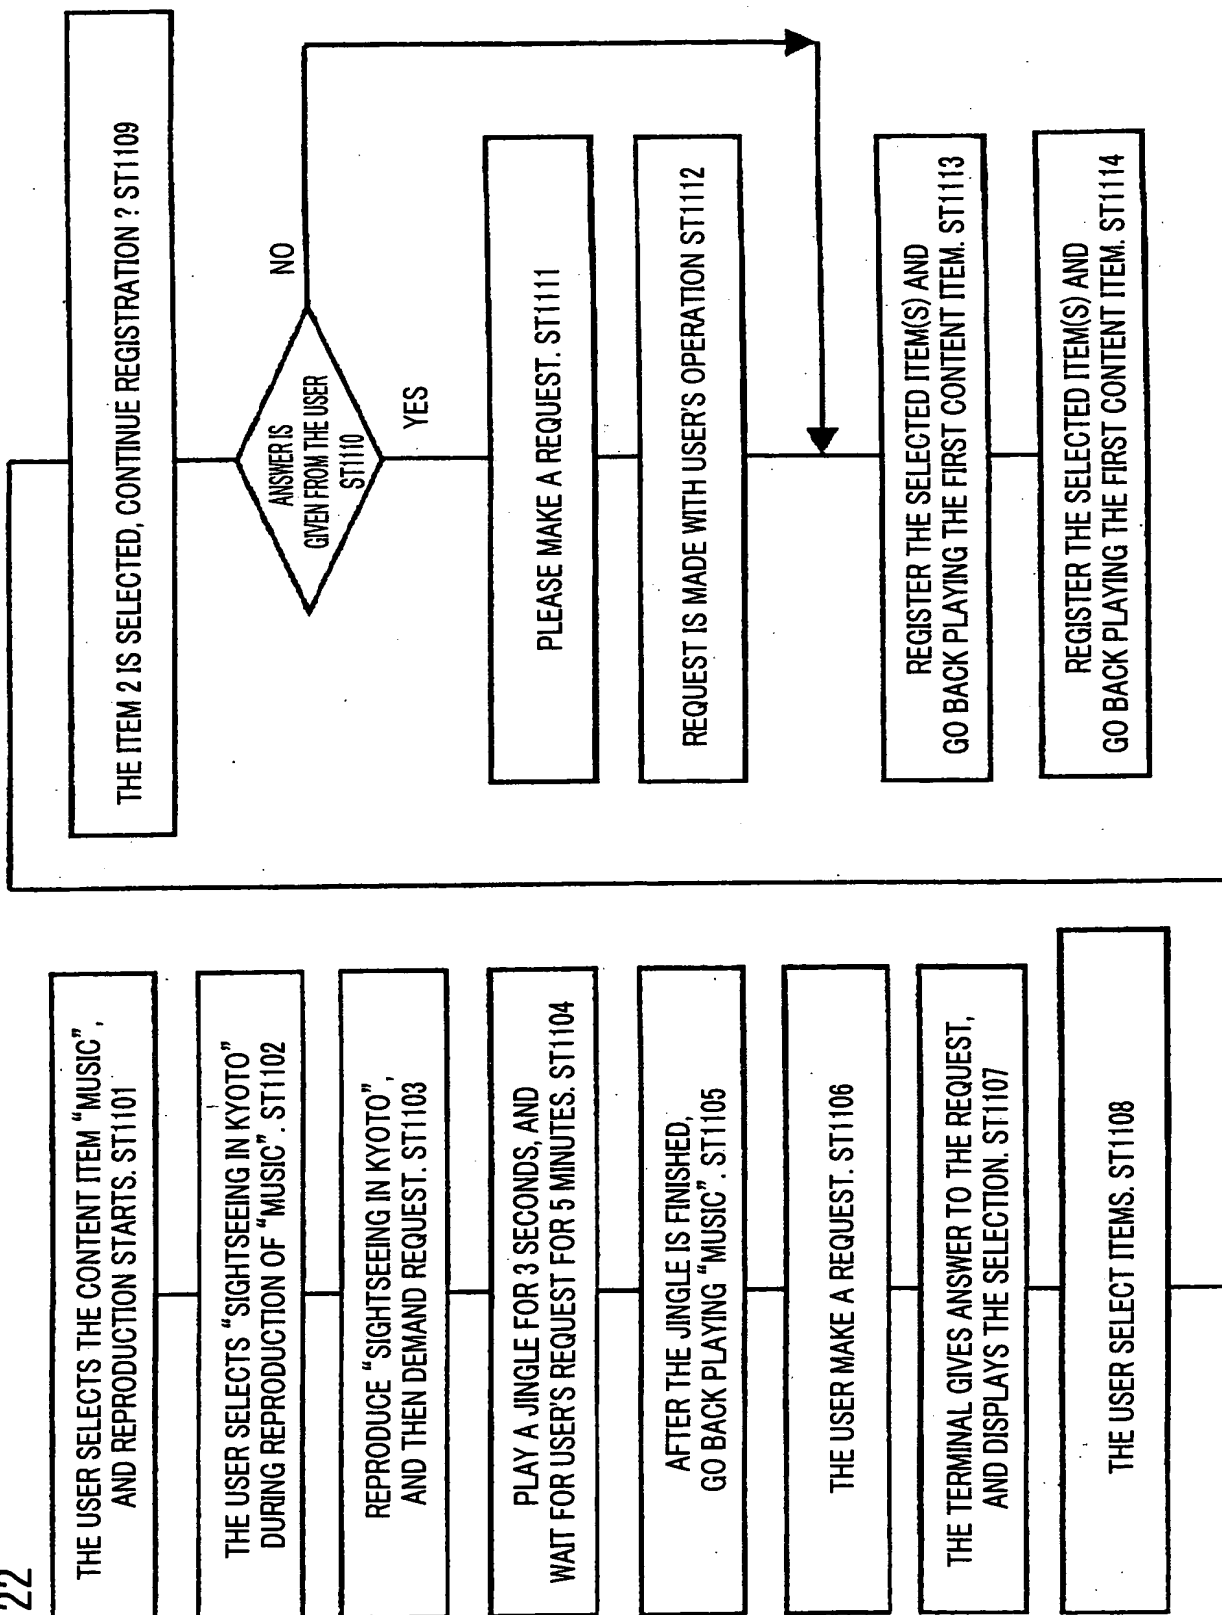 22
THE USER SELECTS THE CONTENT ITEM “MUSIC”,
AND REPRODUCTION STARTS. ST1101
THE USER SELECTS “SIGHTSEEING IN KYOTO”
DURING REPRODUCTION OF “MUSIC”. ST1102
REPRODUCE “SIGHTSEEING IN KYOTO”,
AND THEN DEMAND REQUEST. ST1103
PLAY A JINGLE FOR 3 SECONDS, AND
WAIT FOR USER'S REQUEST FOR 5 MINUTES. ST1104
AFTER THE JINGLE IS FINISHED,
GO BACK PLAYING “MUSIC”. ST1105
THE USER MAKE A REQUEST. ST1106
THE TERMINAL GIVES ANSWER TO THE REQUEST,
AND DISPLAYS THE SELECTION. ST1107
THE USER SELECT ITEMS. ST1108
THE ITEM 2 IS SELECTED, CONTINUE REGISTRATION ? ST1109
ANSWER IS
GIVEN FROM THE USER
ST1110
NO
YES
PLEASE MAKE A REQUEST. ST1111
REQUEST IS MADE WITH USER'S OPERATION ST1112
REGISTER THE SELECTED ITEM(S) AND
GO BACK PLAYING THE FIRST CONTENT ITEM. ST1113
REGISTER THE SELECTED ITEM(S) AND
GO BACK PLAYING THE FIRST CONTENT ITEM. ST1114